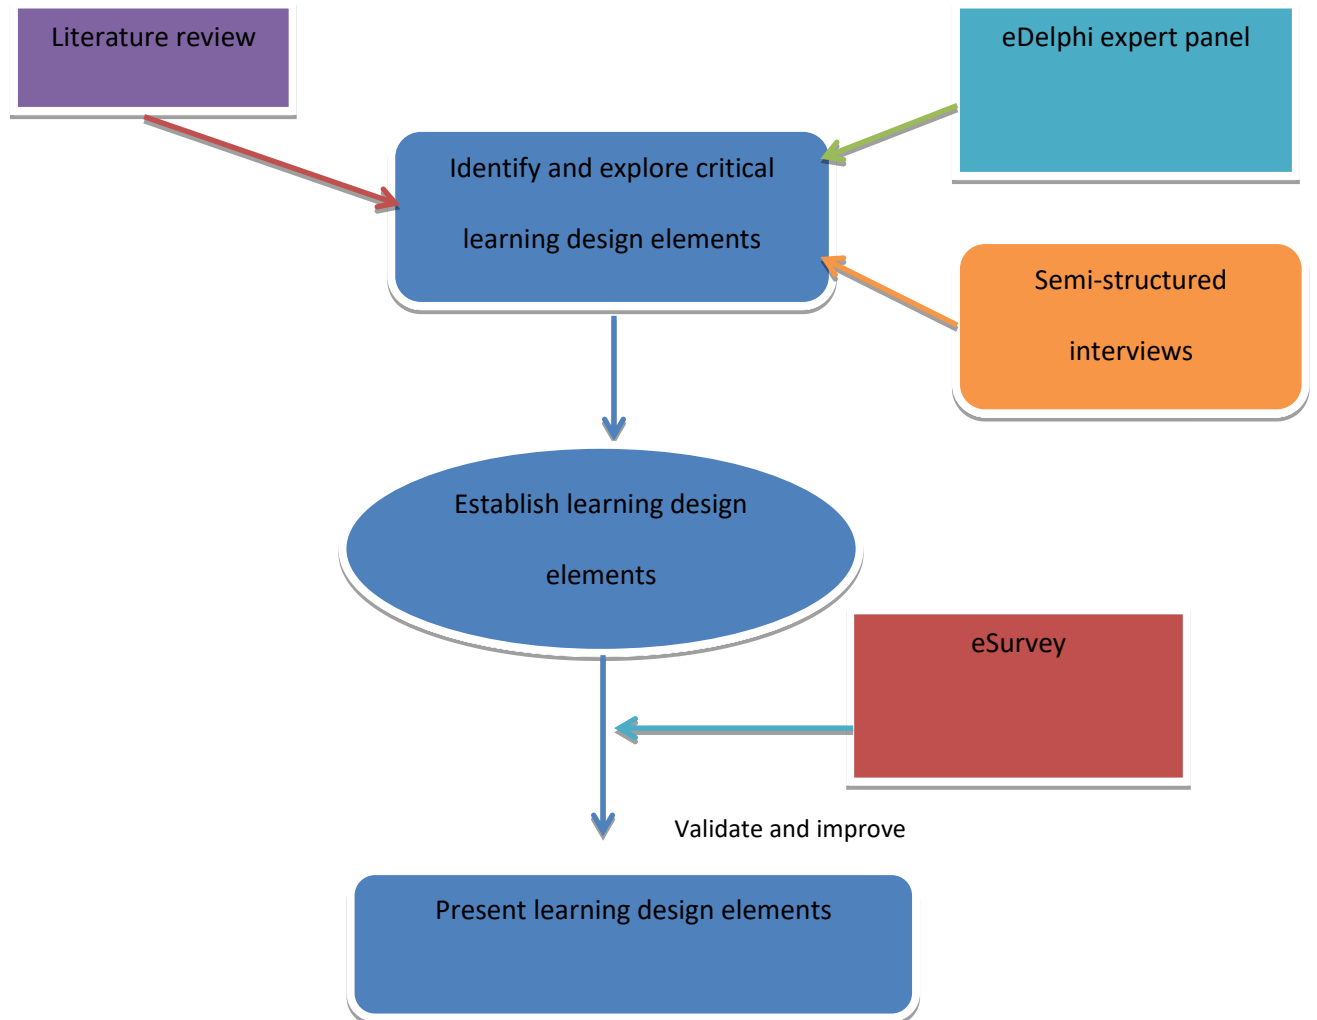 Literature review
eDelphi expert panel
Identify and explore critical
learning design elements
Semi-structured
interviews
Establish learning design
elements
eSurvey
Validate and improve
Present learning design elements